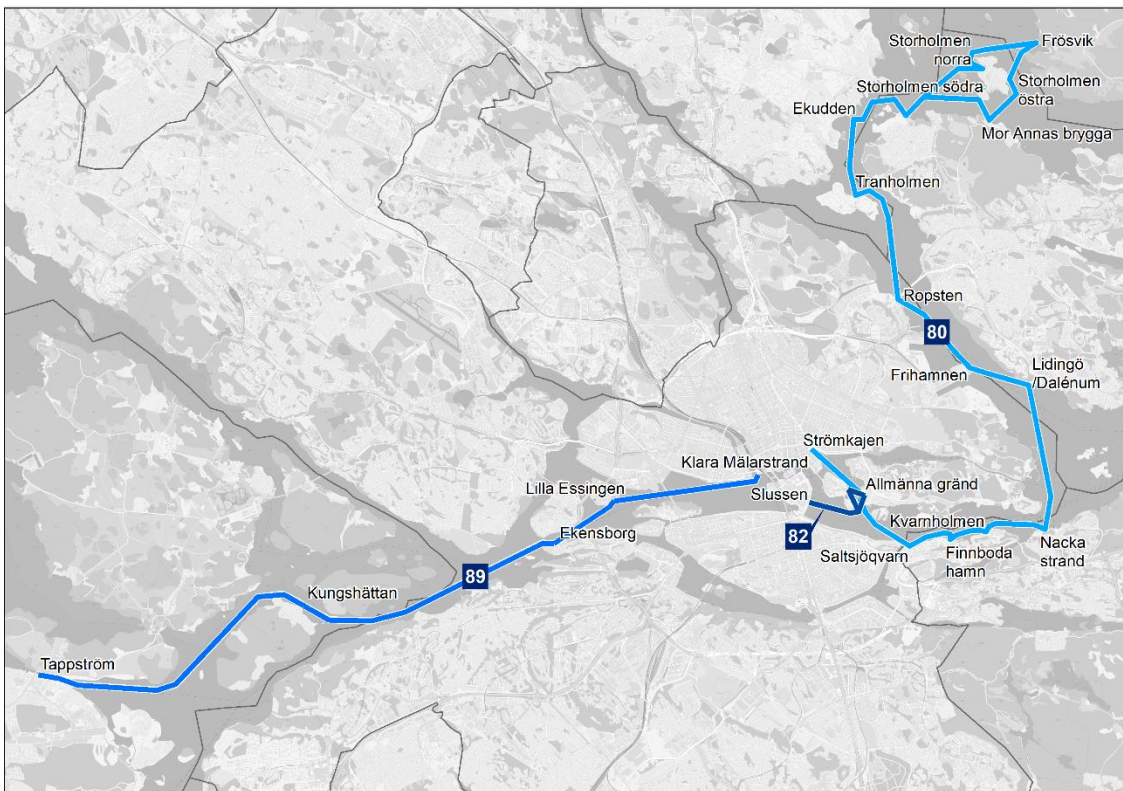 Storholmen
norra
Frösvik
Storholmen södra
Storholmen
östra
Ekudden
Mor Annas brygga
Tranholmen
Ropsten
80
Frihamnen
Lidingö
/Dalénum
Strömkajen
Klara Mälarstrand
Allmänna gränd
Slussen
Lilla Essingen
82
Kvarnholmen
Ekensborg
Saltsjöqvarn
Finnboda
hamn
Nacka
strand
89
Kungshättan
Tappström